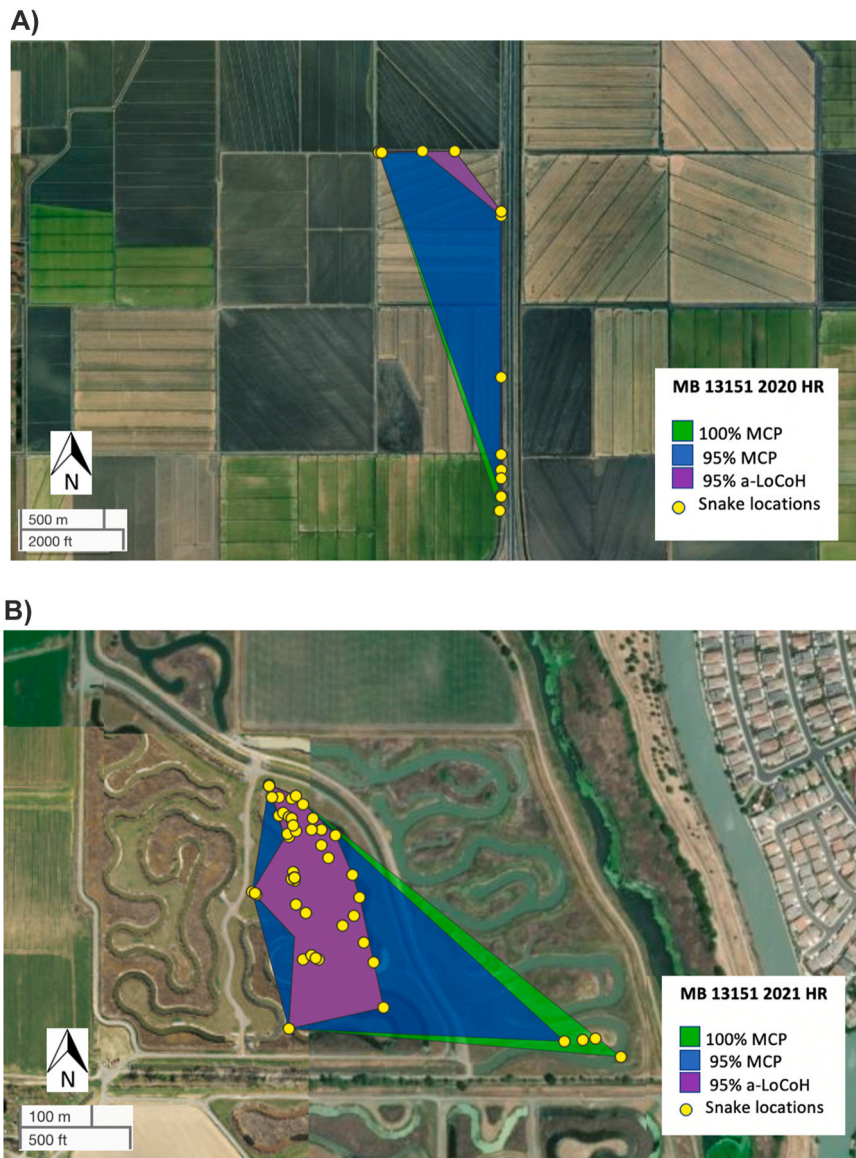 A)
MB 13151 2020 HR
100% MCP
95% MCP
95% a-LoCoH
Snake locations
N
500 m
2000 ft
B)
MB 13151 2021 HR
100% MCP
95% MCP
95% a-LoCoH
Snake locations
N
100 m
500 ft